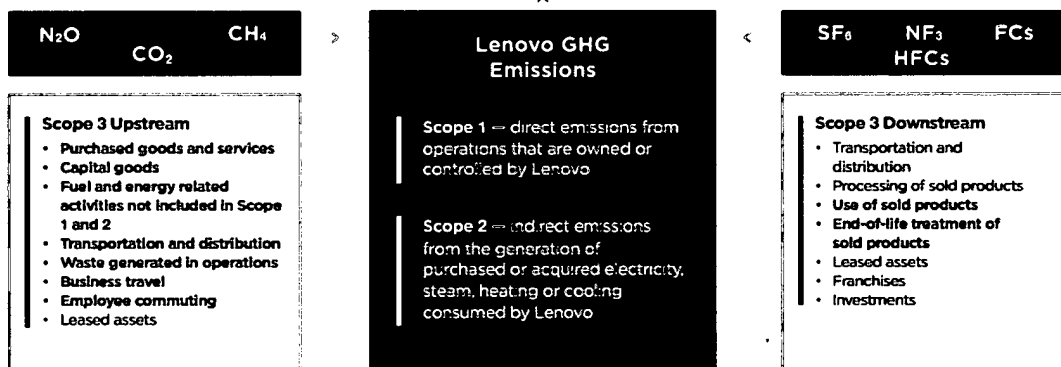 N₂O CH₄
CO₂
Scope 3 Upstream
• Purchased goods and services
• Capital goods
• Fuel and energy related
activities not included in Scope
1 and 2
• Transportation and distribution
• Waste generated in operations
• Business travel
• Employee commuting
• Leased assets
Lenovo GHG
Emissions
Scope 1 — direct emissions from
operations that are owned or
controlled by Lenovo
Scope 2 — indirect emissions
from the generation of
purchased or acquired electricity,
steam, heating or cooling
consumed by Lenovo
SF₆ NF₃ FCs
HFCs
Scope 3 Downstream
• Transportation and
distribution
• Processing of sold products
• Use of sold products
• End-of-life treatment of
sold products
• Leased assets
• Franchises
• Investments